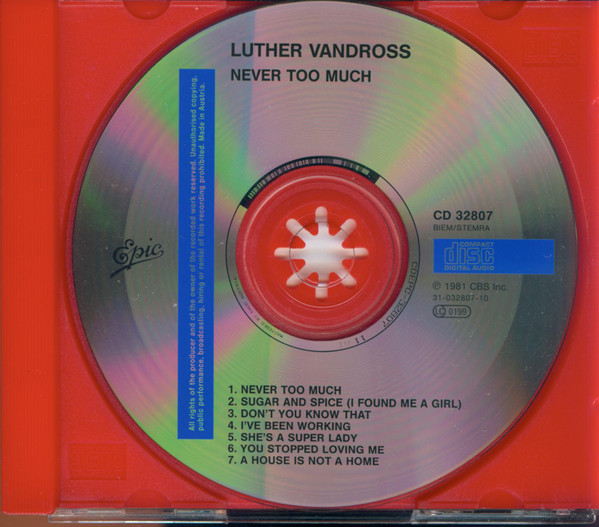 LUTHER VANDROSS
NEVER TOO MUCH
All rights of the producer and of the owner of the recorded work reserved. Unauthorised copying,
public performance, broadcasting, hiring or rental of this recording prohibited. Made in Austria.
Epic
CD 32807
BIEM/STEMRA
COMPACT
disc
DIGITAL AUDIO
℗ 1981 CBS Inc.
31-032807-10
LC 0199
CDEPC 32807 11
1. NEVER TOO MUCH
2. SUGAR AND SPICE (I FOUND ME A GIRL)
3. DON'T YOU KNOW THAT
4. I'VE BEEN WORKING
5. SHE'S A SUPER LADY
6. YOU STOPPED LOVING ME
7. A HOUSE IS NOT A HOME